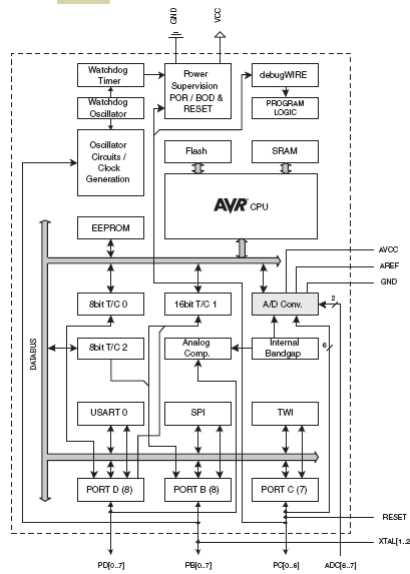 GND
VCC
Watchdog
Timer
Power
Supervision
POR / BOD &
RESET
debugWIRE
Watchdog
Oscillator
PROGRAM
LOGIC
Oscillator
Circuits /
Clock
Generation
Flash
SRAM
AVR CPU
EEPROM
AVCC
AREF
GND
8bit T/C 0
16bit T/C 1
A/D Conv.
2
DATABUS
8bit T/C 2
Analog
Comp.
Internal
Bandgap
6
USART 0
SPI
TWI
PORT D (8)
PORT B (8)
PORT C (7)
RESET
XTAL[1..2
PD[0..7]
PB[0..7]
PC[0..6]
ADC[6..7]